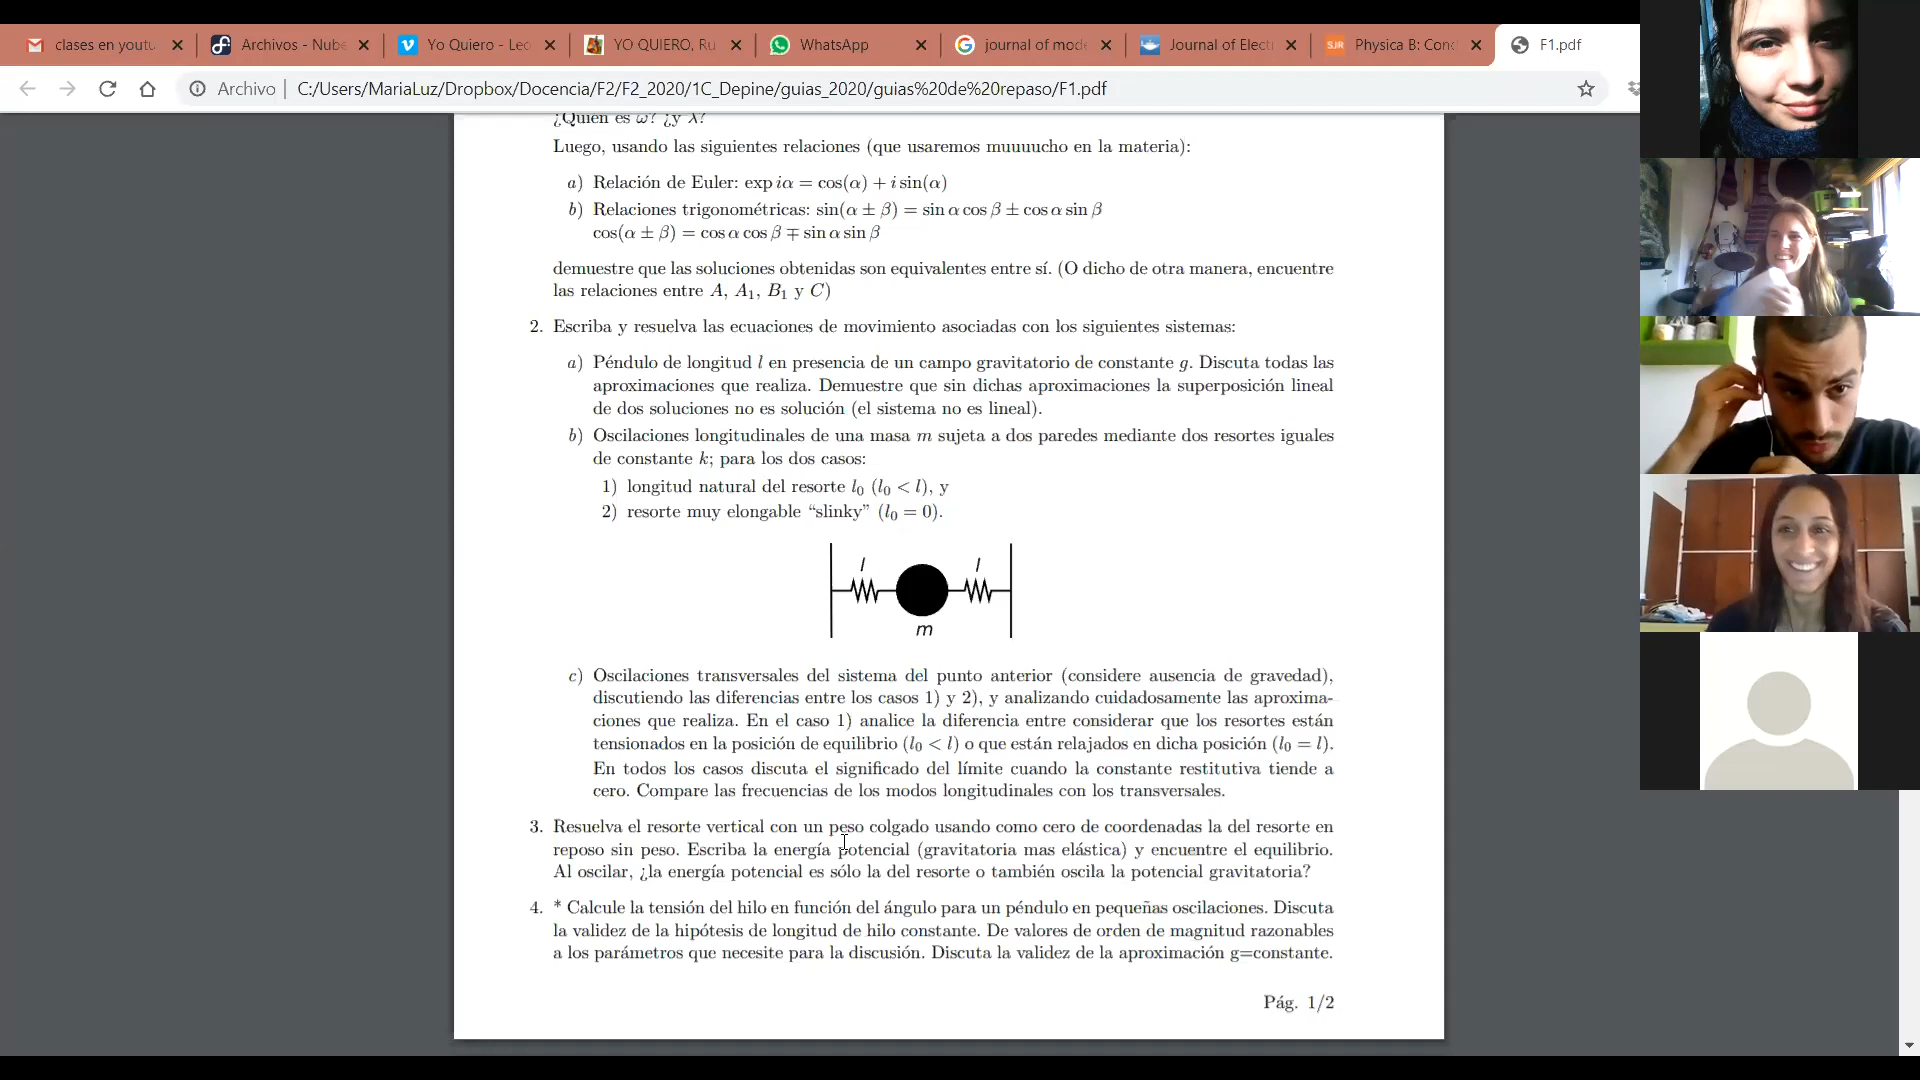 clases en youtu
Archivos - Nube
Yo Quiero - Lec
YO QUIERO, Ru
WhatsApp
journal of mode
Journal of Electr
SJR
Physica B: Conc
F1.pdf
Archivo | C:/Users/MariaLuz/Dropbox/Docencia/F2/F2_2020/1C_Depine/guias_2020/guias%20de%20repaso/F1.pdf
¿Quién es ω? ¿y λ?
Luego, usando las siguientes relaciones (que usaremos muuuucho en la materia):
a) Relación de Euler: exp iα = cos(α) + i sin(α)
b) Relaciones trigonométricas: sin(α ± β) = sin α cos β ± cos α sin β
cos(α ± β) = cos α cos β ∓ sin α sin β
demuestre que las soluciones obtenidas son equivalentes entre sí. (O dicho de otra manera, encuentre
las relaciones entre A, A₁, B₁ y C)
2. Escriba y resuelva las ecuaciones de movimiento asociadas con los siguientes sistemas:
a) Péndulo de longitud l en presencia de un campo gravitatorio de constante g. Discuta todas las
aproximaciones que realiza. Demuestre que sin dichas aproximaciones la superposición lineal
de dos soluciones no es solución (el sistema no es lineal).
b) Oscilaciones longitudinales de una masa m sujeta a dos paredes mediante dos resortes iguales
de constante k; para los dos casos:
1) longitud natural del resorte l₀ (l₀ < l), y
2) resorte muy elongable “slinky” (l₀ = 0).
l l
m
c) Oscilaciones transversales del sistema del punto anterior (considere ausencia de gravedad),
discutiendo las diferencias entre los casos 1) y 2), y analizando cuidadosamente las aproxima-
ciones que realiza. En el caso 1) analice la diferencia entre considerar que los resortes están
tensionados en la posición de equilibrio (l₀ < l) o que están relajados en dicha posición (l₀ = l).
En todos los casos discuta el significado del límite cuando la constante restitutiva tiende a
cero. Compare las frecuencias de los modos longitudinales con los transversales.
3. Resuelva el resorte vertical con un peso colgado usando como cero de coordenadas la del resorte en
reposo sin peso. Escriba la energía potencial (gravitatoria mas elástica) y encuentre el equilibrio.
Al oscilar, ¿la energía potencial es sólo la del resorte o también oscila la potencial gravitatoria?
4. * Calcule la tensión del hilo en función del ángulo para un péndulo en pequeñas oscilaciones. Discuta
la validez de la hipótesis de longitud de hilo constante. De valores de orden de magnitud razonables
a los parámetros que necesite para la discusión. Discuta la validez de la aproximación g=constante.
Pág. 1/2